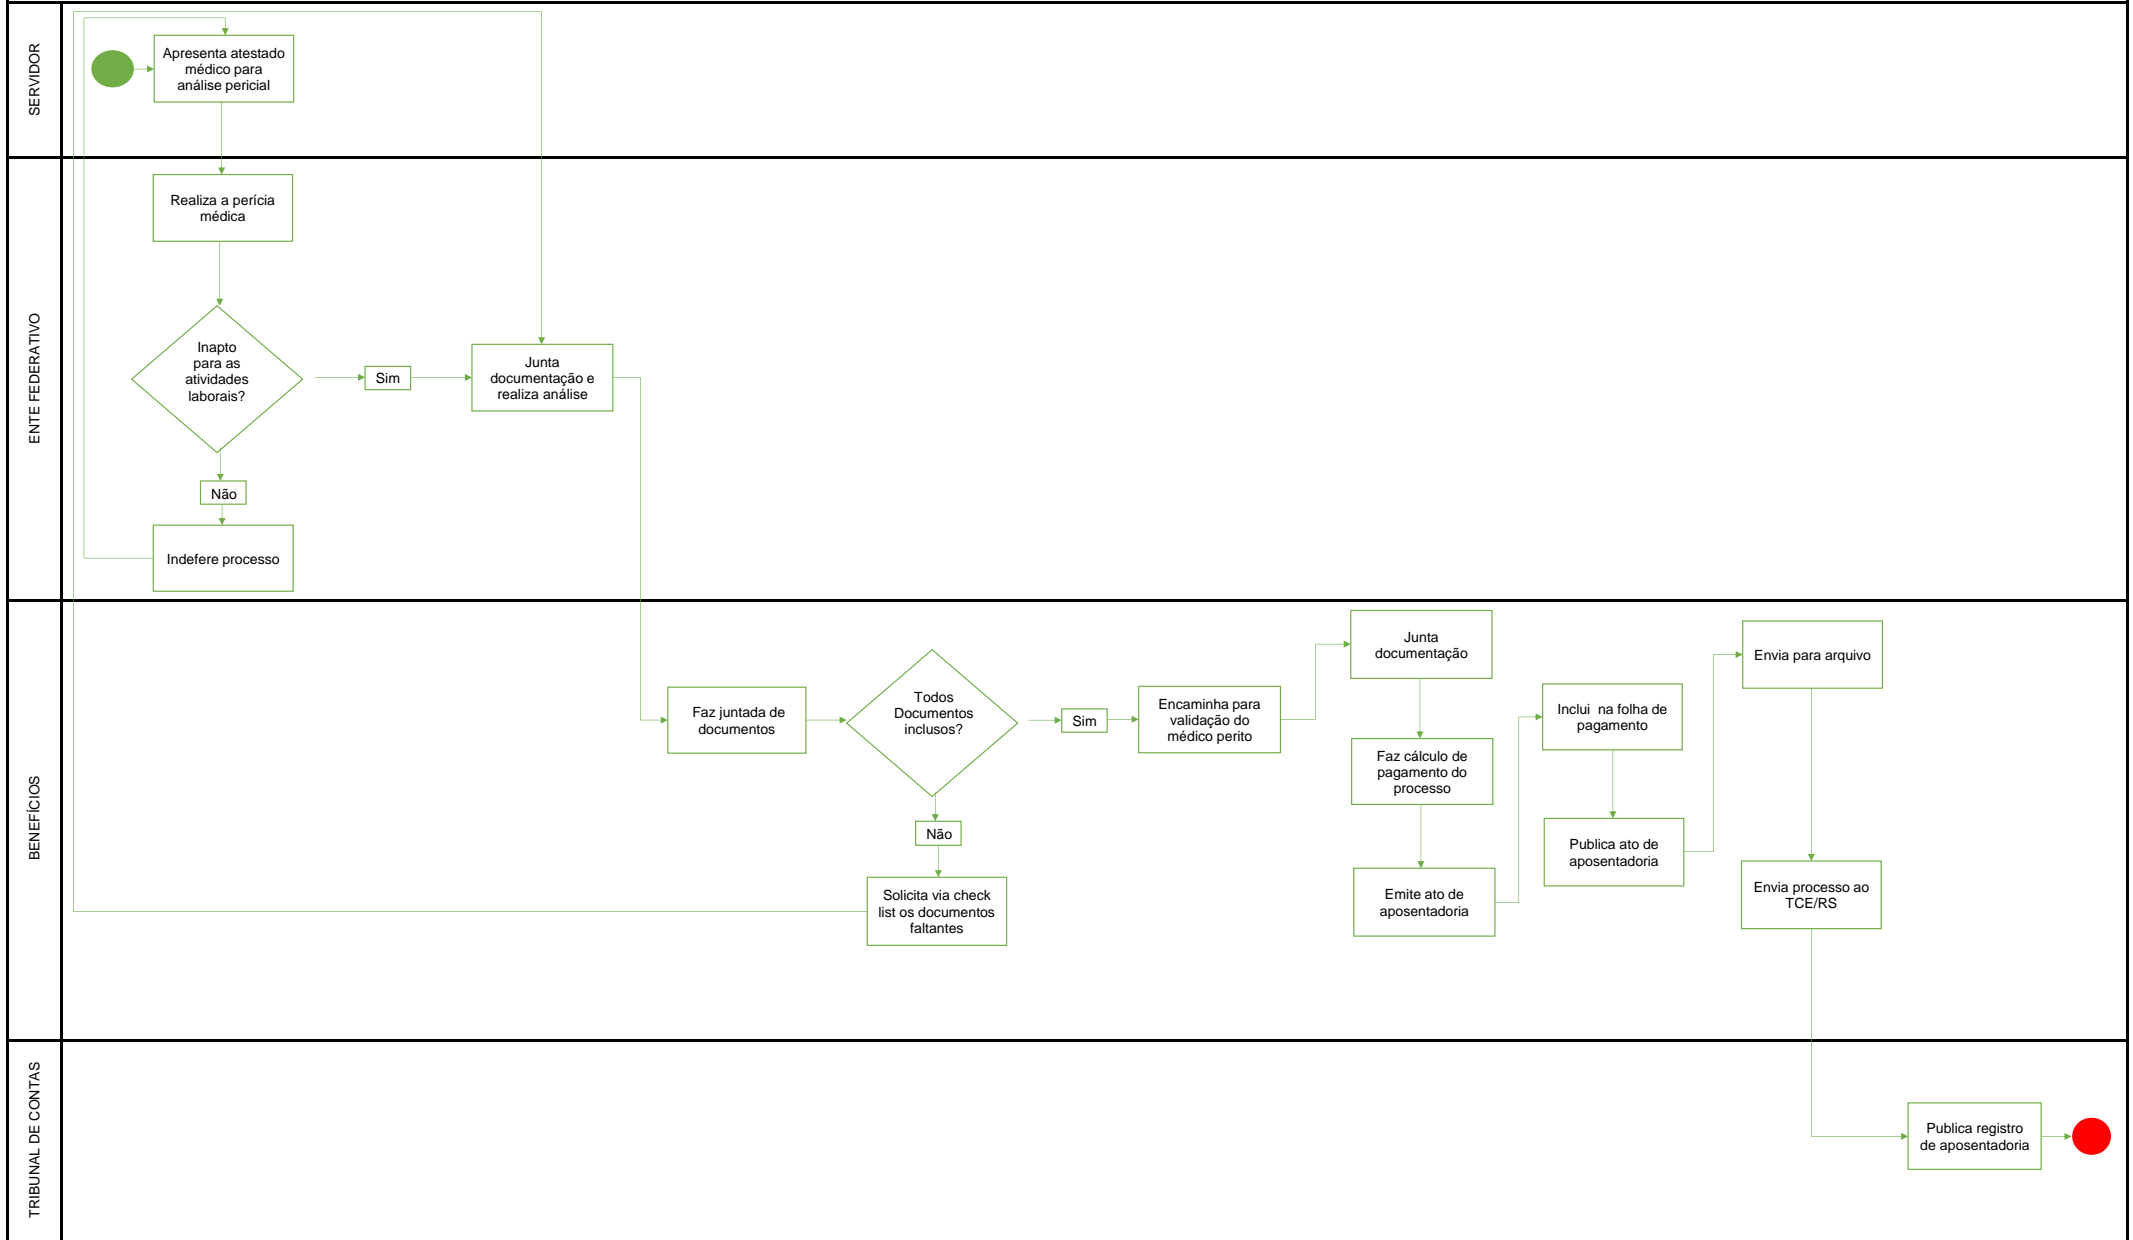 SERVIDOR
Apresenta atestado
médico para
análise pericial
ENTE FEDERATIVO
Realiza a perícia
médica
Inapto
para as
atividades
laborais?
Sim
Junta
documentação e
realiza análise
Não
Indefere processo
BENEFÍCIOS
Faz juntada de
documentos
Todos
Documentos
inclusos?
Sim
Encaminha para
validação do
médico perito
Não
Solicita via check
list os documentos
faltantes
Junta
documentação
Faz cálculo de
pagamento do
processo
Emite ato de
aposentadoria
Inclui  na folha de
pagamento
Publica ato de
aposentadoria
Envia para arquivo
Envia processo ao
TCE/RS
TRIBUNAL DE CONTAS
Publica registro
de aposentadoria